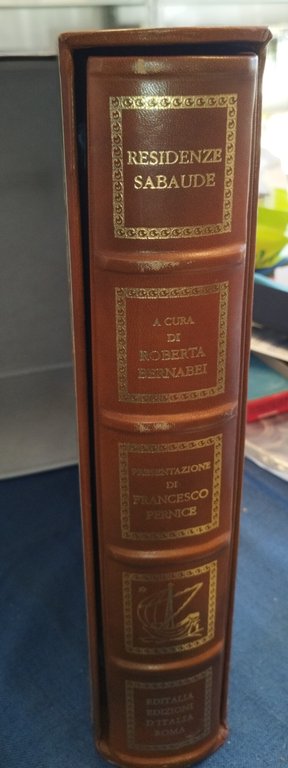 RESIDENZE
SABAUDE
A CURA
DI
ROBERTA
BERNABEI
PRESENTAZIONE
DI
FRANCESCO
PERNICE
EDITALIA
EDIZIONI
D'ITALIA
ROMA